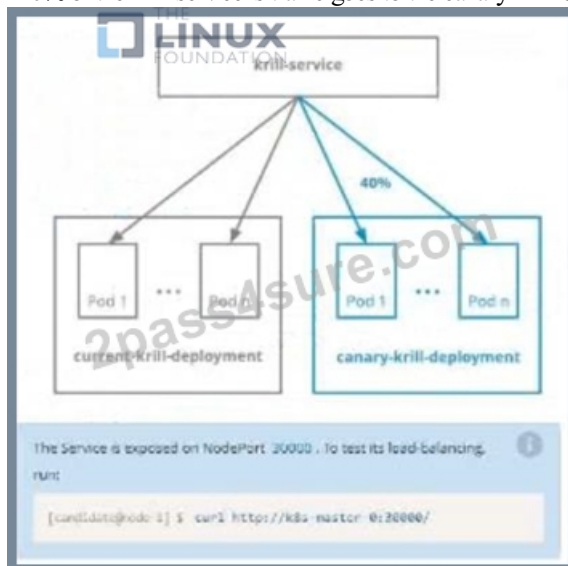 THE
LINUX
FOUNDATION
krill-service
40%
Pod 1 ... Pod n
Pod 1 ... Pod n
current-krill-deployment
canary-krill-deployment
2pass4sure.com
The Service is exposed on NodePort 30000 . To test its load-balancing,
run:
[candidate@node-1] $ curl http://k8s-master-0:30000/